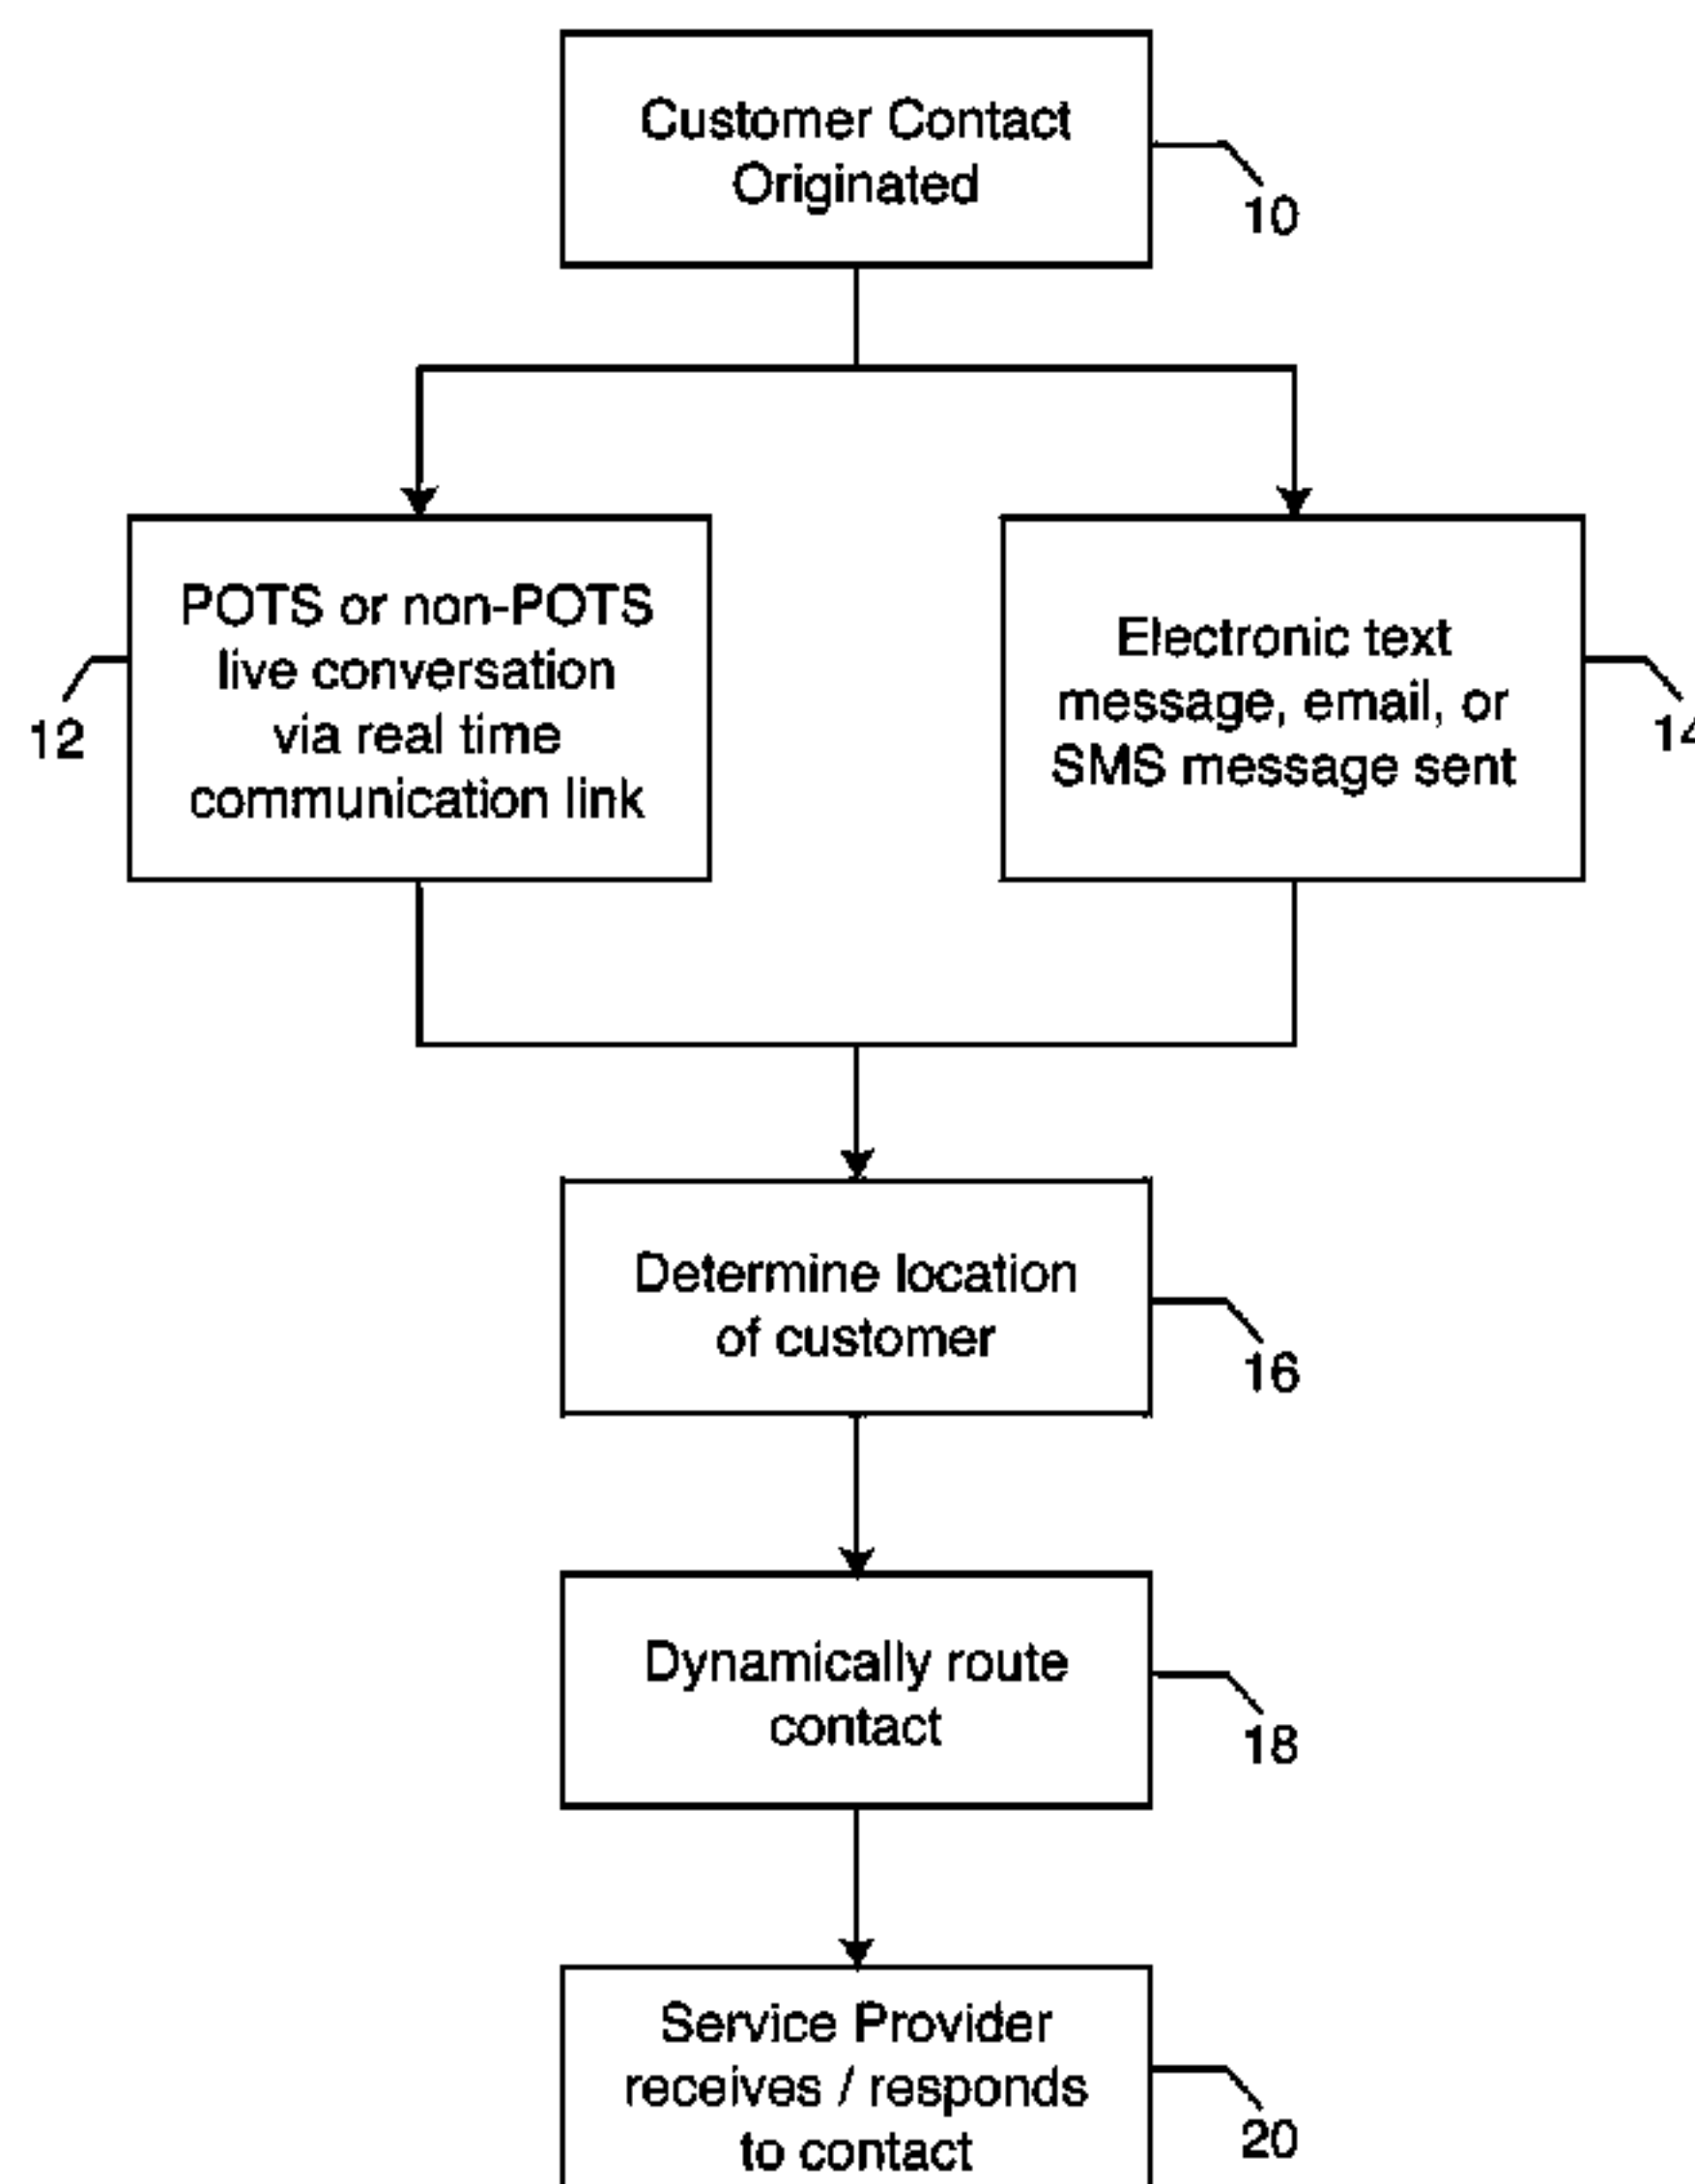 Customer Contact
Originated
10
POTS or non-POTS
live conversation
via real time
communication link
12
Electronic text
message, email, or
SMS message sent
14
Determine location
of customer
16
Dynamically route
contact
18
Service Provider
receives / responds
to contact
20